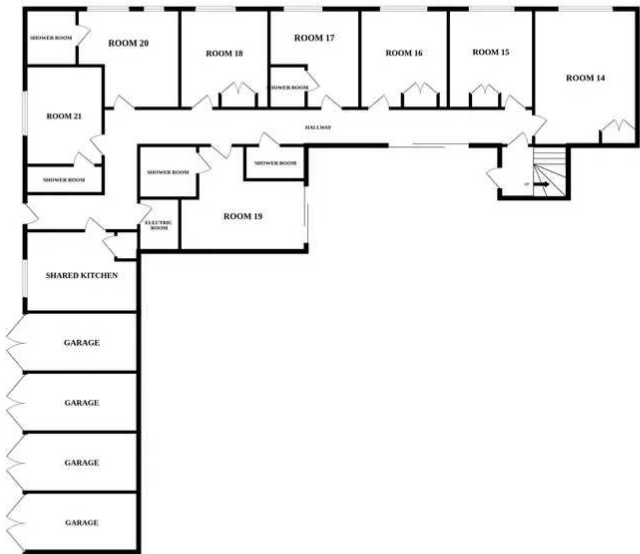 SHOWER ROOM
ROOM 20
ROOM 18
ROOM 17
ROOM 16
ROOM 15
ROOM 14
SHOWER ROOM
ROOM 21
HALLWAY
SHOWER ROOM
SHOWER ROOM
SHOWER ROOM
UP
ROOM 19
ELECTRIC
ROOM
SHARED KITCHEN
GARAGE
GARAGE
GARAGE
GARAGE